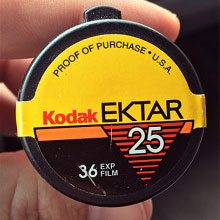 PROOF OF PURCHASE • U.S.A.
Kodak EKTAR
25
36 EXP
FILM